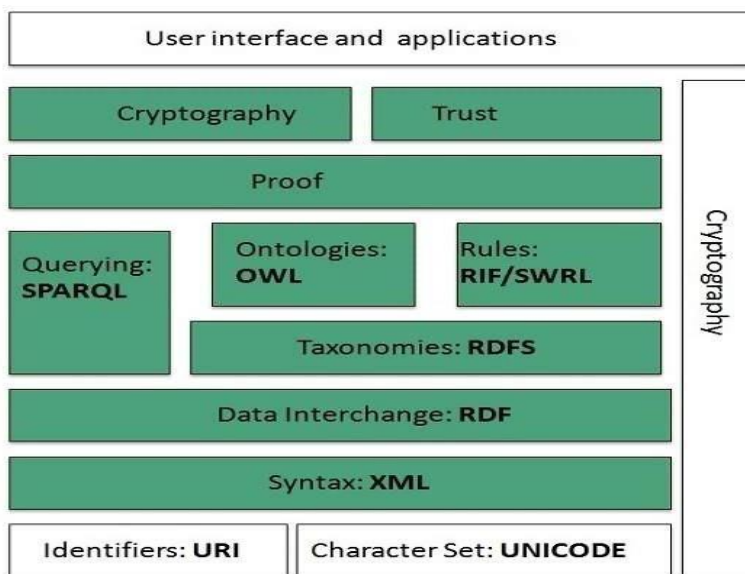 User interface and applications
Cryptography
Trust
Proof
Querying:
SPARQL
Ontologies:
OWL
Rules:
RIF/SWRL
Taxonomies: RDFS
Data Interchange: RDF
Syntax: XML
Identifiers: URI
Character Set: UNICODE
Cryptography